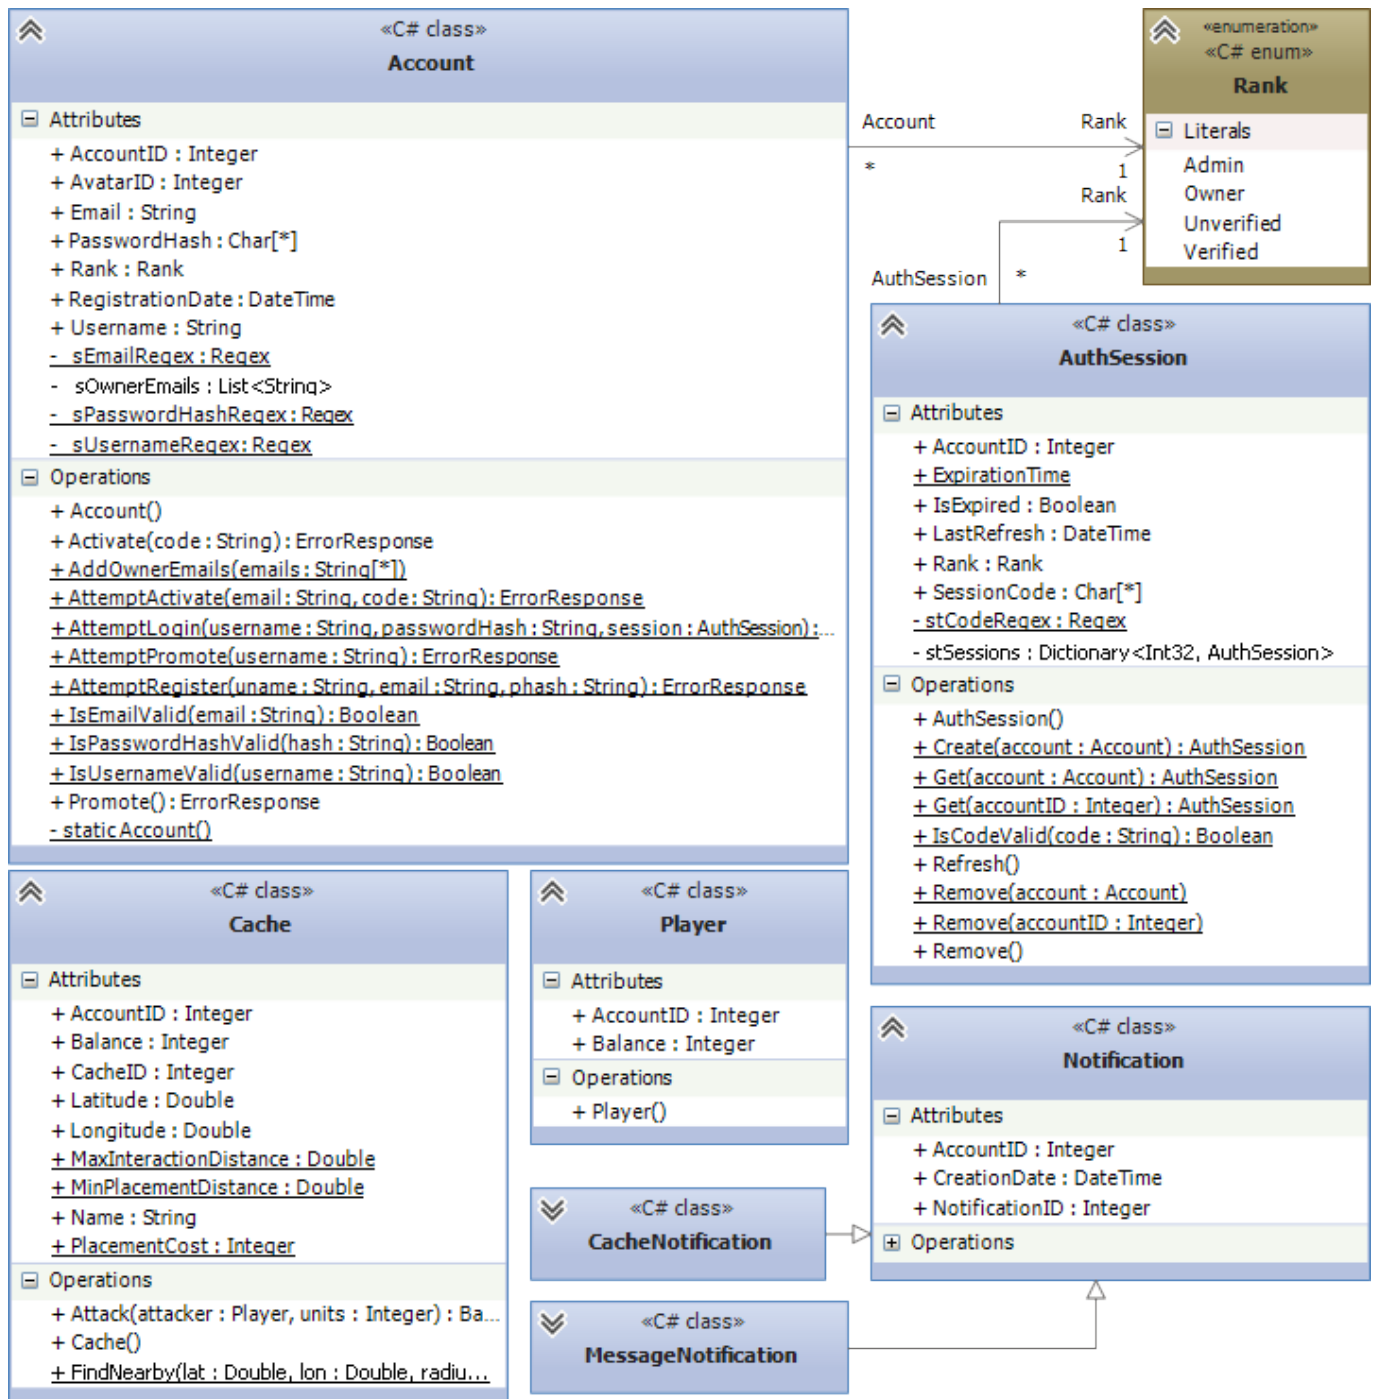 «C# class»
Account
Attributes
+ AccountID : Integer
+ AvatarID : Integer
+ Email : String
+ PasswordHash : Char[*]
+ Rank : Rank
+ RegistrationDate : DateTime
+ Username : String
- sEmailRegex : Regex
- sOwnerEmails : List<String>
- sPasswordHashRegex : Regex
- sUsernameRegex : Regex
Operations
+ Account()
+ Activate(code : String) : ErrorResponse
+ AddOwnerEmails(emails : String[*])
+ AttemptActivate(email : String, code : String) : ErrorResponse
+ AttemptLogin(username : String, passwordHash : String, session : AuthSession) :...
+ AttemptPromote(username : String) : ErrorResponse
+ AttemptRegister(uname : String, email : String, phash : String) : ErrorResponse
+ IsEmailValid(email : String) : Boolean
+ IsPasswordHashValid(hash : String) : Boolean
+ IsUsernameValid(username : String) : Boolean
+ Promote() : ErrorResponse
- static Account()
Account
Rank
*
1
Rank
1
AuthSession
*
«enumeration»
«C# enum»
Rank
Literals
Admin
Owner
Unverified
Verified
«C# class»
AuthSession
Attributes
+ AccountID : Integer
+ ExpirationTime
+ IsExpired : Boolean
+ LastRefresh : DateTime
+ Rank : Rank
+ SessionCode : Char[*]
- stCodeRegex : Regex
- stSessions : Dictionary<Int32, AuthSession>
Operations
+ AuthSession()
+ Create(account : Account) : AuthSession
+ Get(account : Account) : AuthSession
+ Get(accountID : Integer) : AuthSession
+ IsCodeValid(code : String) : Boolean
+ Refresh()
+ Remove(account : Account)
+ Remove(accountID : Integer)
+ Remove()
«C# class»
Cache
Attributes
+ AccountID : Integer
+ Balance : Integer
+ CacheID : Integer
+ Latitude : Double
+ Longitude : Double
+ MaxInteractionDistance : Double
+ MinPlacementDistance : Double
+ Name : String
+ PlacementCost : Integer
Operations
+ Attack(attacker : Player, units : Integer) : Ba...
+ Cache()
+ FindNearby(lat : Double, lon : Double, radiu...
«C# class»
Player
Attributes
+ AccountID : Integer
+ Balance : Integer
Operations
+ Player()
«C# class»
CacheNotification
«C# class»
MessageNotification
«C# class»
Notification
Attributes
+ AccountID : Integer
+ CreationDate : DateTime
+ NotificationID : Integer
Operations